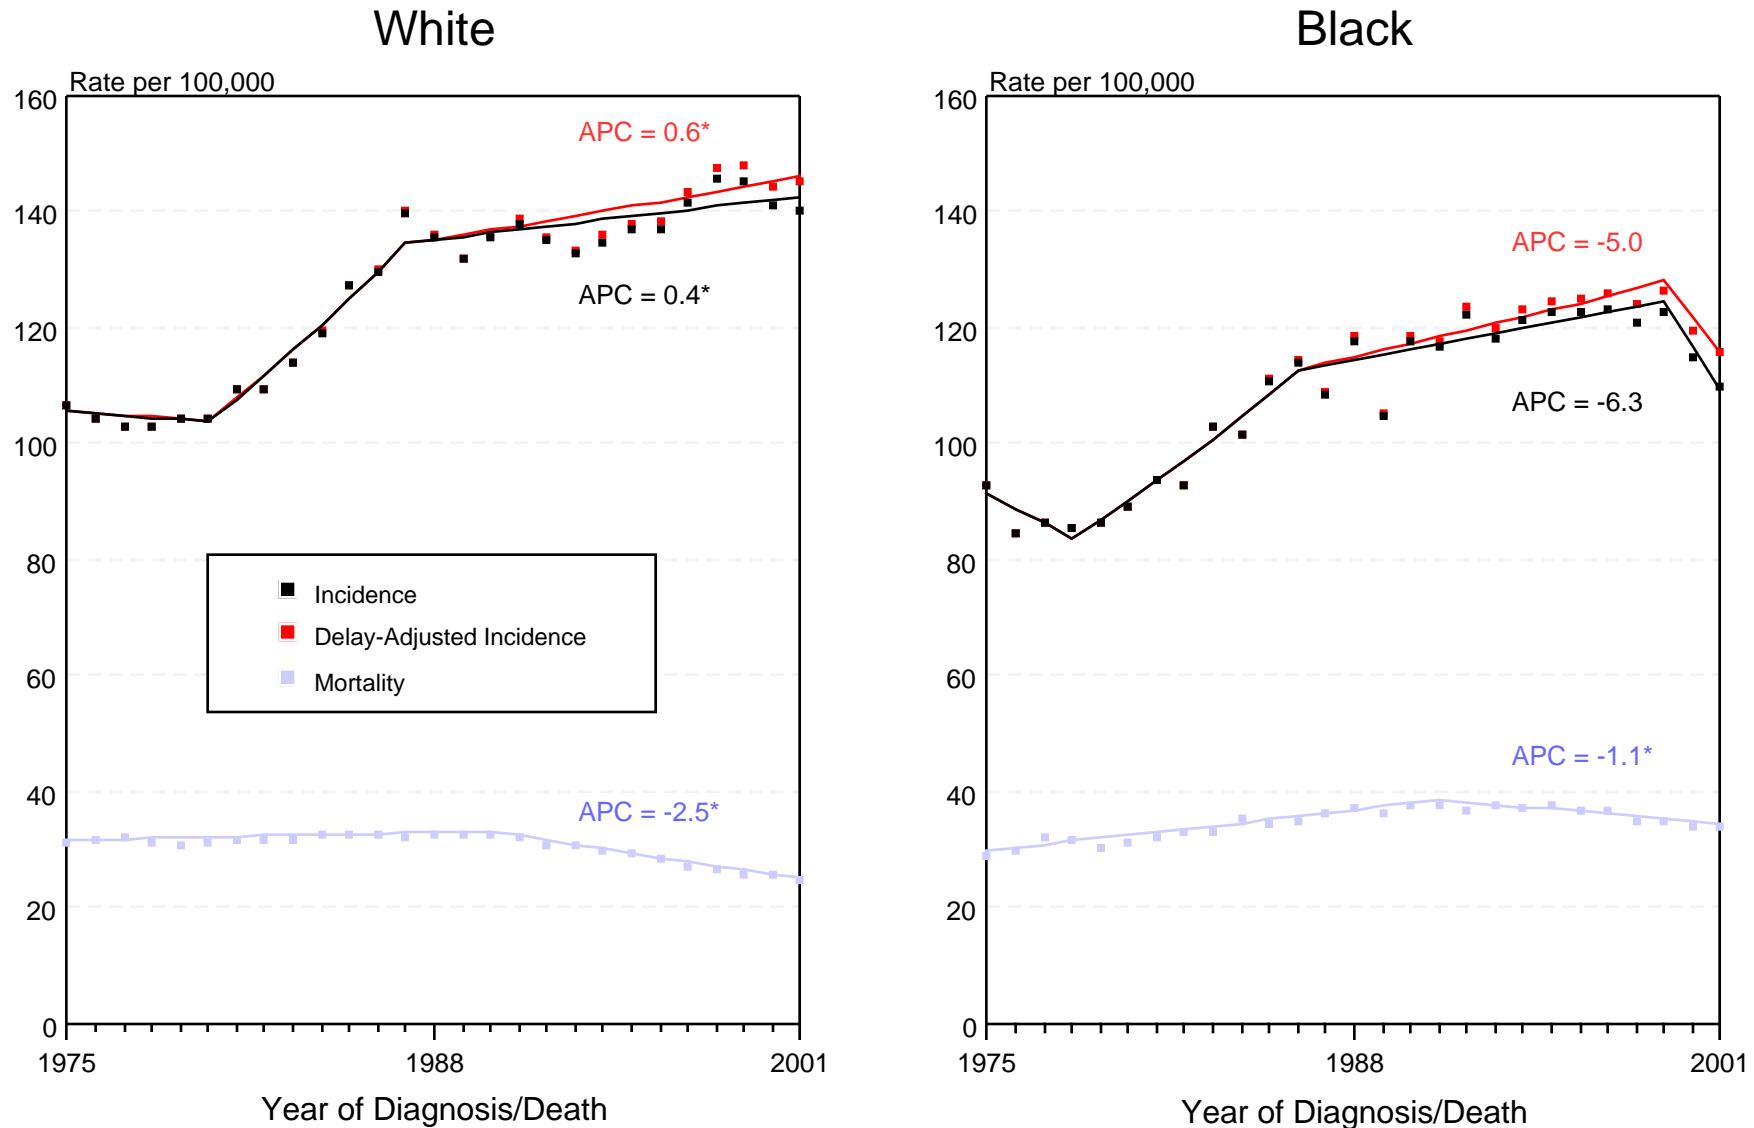 White
Rate per 100,000
160
140
120
100
80
60
40
20
0
APC = 0.6*
APC = 0.4*
Incidence
Delay-Adjusted Incidence
Mortality
APC = -2.5*
1975
1988
2001
Year of Diagnosis/Death
Black
Rate per 100,000
160
140
120
100
80
60
40
20
0
APC = -5.0
APC = -6.3
APC = -1.1*
1975
1988
2001
Year of Diagnosis/Death